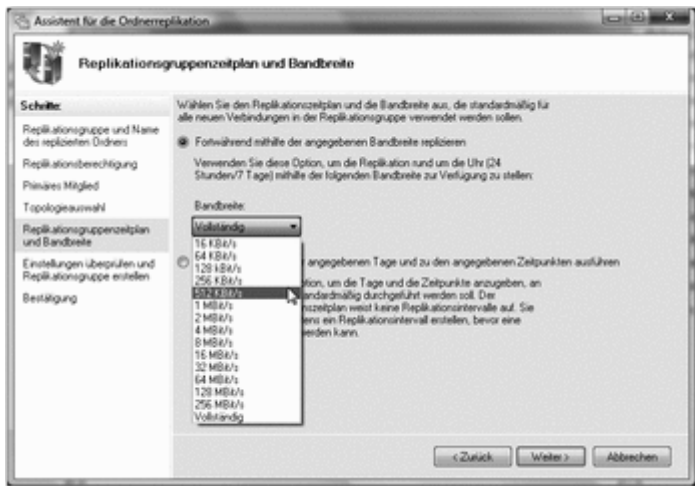 Assistent für die Ordnerreplikation
Replikationsgruppenzeitplan und Bandbreite
Schritte:
Replikationsgruppe und Name
des replizierten Ordners
Replikationsberechtigung
Primäres Mitglied
Topologieauswahl
Replikationsgruppenzeitplan
und Bandbreite
Einstellungen überprüfen und
Replikationsgruppe erstellen
Bestätigung
Wählen Sie den Replikationszeitplan und die Bandbreite aus, die standardmäßig für
alle neuen Verbindungen in der Replikationsgruppe verwendet werden sollen.
Fortwährend mithilfe der angegebenen Bandbreite replizieren
Verwenden Sie diese Option, um die Replikation rund um die Uhr (24
Stunden/7 Tage) mithilfe der folgenden Bandbreite zur Verfügung zu stellen:
Bandbreite:
Vollständig
16 KBit/s
64 KBit/s
128 kBit/s
256 KBit/s
512 KBit/s
1 MBit/s
2 MBit/s
4 MBit/s
8 MBit/s
16 MBit/s
32 MBit/s
64 MBit/s
128 MBit/s
256 MBit/s
Vollständig
angegebenen Tage und zu den angegebenen Zeitpunkten ausführen
tion, um die Tage und die Zeitpunkte anzugeben, an
andardmäßig durchgeführt werden soll. Der
nszeitplan weist keine Replikationsintervalle auf. Sie
ens ein Replikationsintervall erstellen, bevor eine
erden kann.
< Zurück
Weiter >
Abbrechen